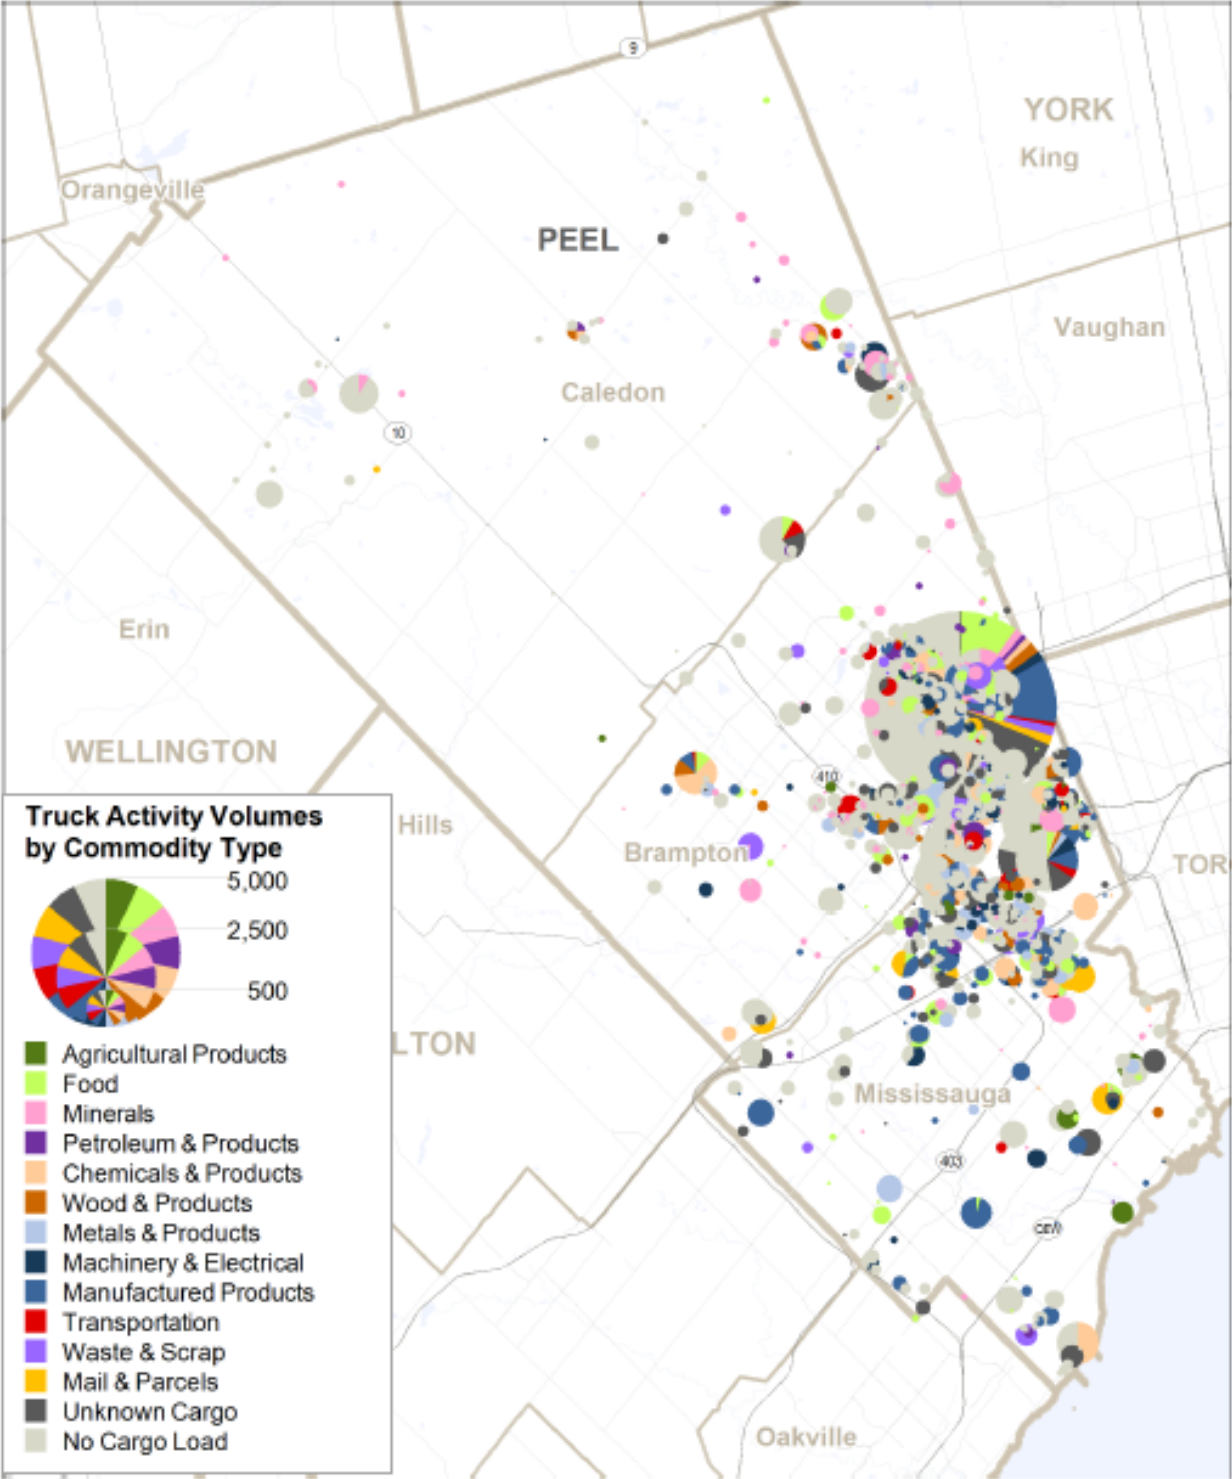 9
YORK
King
Orangeville
PEEL
Vaughan
Caledon
10
Erin
WELLINGTON
410
Hills
Brampton
TOR
LTON
Mississauga
403
Oakville
Truck Activity Volumes
by Commodity Type
5,000
2,500
500
Agricultural Products
Food
Minerals
Petroleum & Products
Chemicals & Products
Wood & Products
Metals & Products
Machinery & Electrical
Manufactured Products
Transportation
Waste & Scrap
Mail & Parcels
Unknown Cargo
No Cargo Load